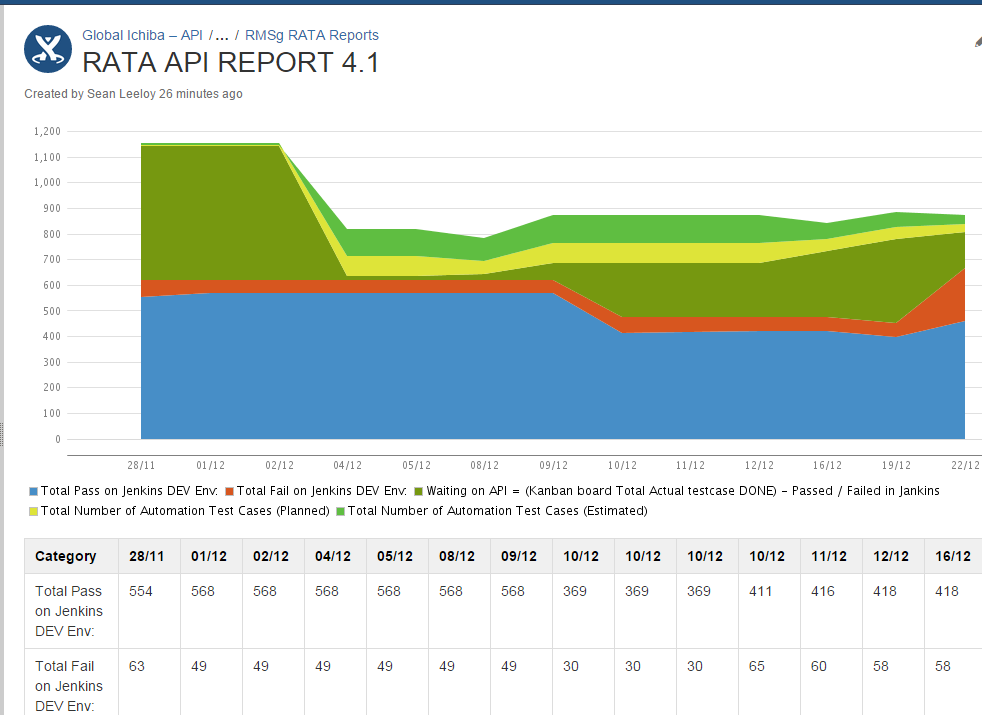 Global Ichiba – API /... / RMSg RATA Reports
RATA API REPORT 4.1
Created by Sean Leeloy 26 minutes ago
1,200
1,100
1,000
900
800
700
600
500
400
300
200
100
0
28/11 01/12 02/12 04/12 05/12 08/12 09/12 10/12 11/12 12/12 16/12 19/12 22/12
Total Pass on Jenkins DEV Env: Total Fail on Jenkins DEV Env: Waiting on API = (Kanban board Total Actual testcase DONE) - Passed / Failed in Jankins
Total Number of Automation Test Cases (Planned) Total Number of Automation Test Cases (Estimated)
Category 28/11 01/12 02/12 04/12 05/12 08/12 09/12 10/12 10/12 10/12 10/12 11/12 12/12 16/12
Total Pass 554 568 568 568 568 568 568 369 369 369 411 416 418 418
on Jenkins
DEV Env:
Total Fail 63 49 49 49 49 49 49 30 30 30 65 60 58 58
on Jenkins
DEV Env: